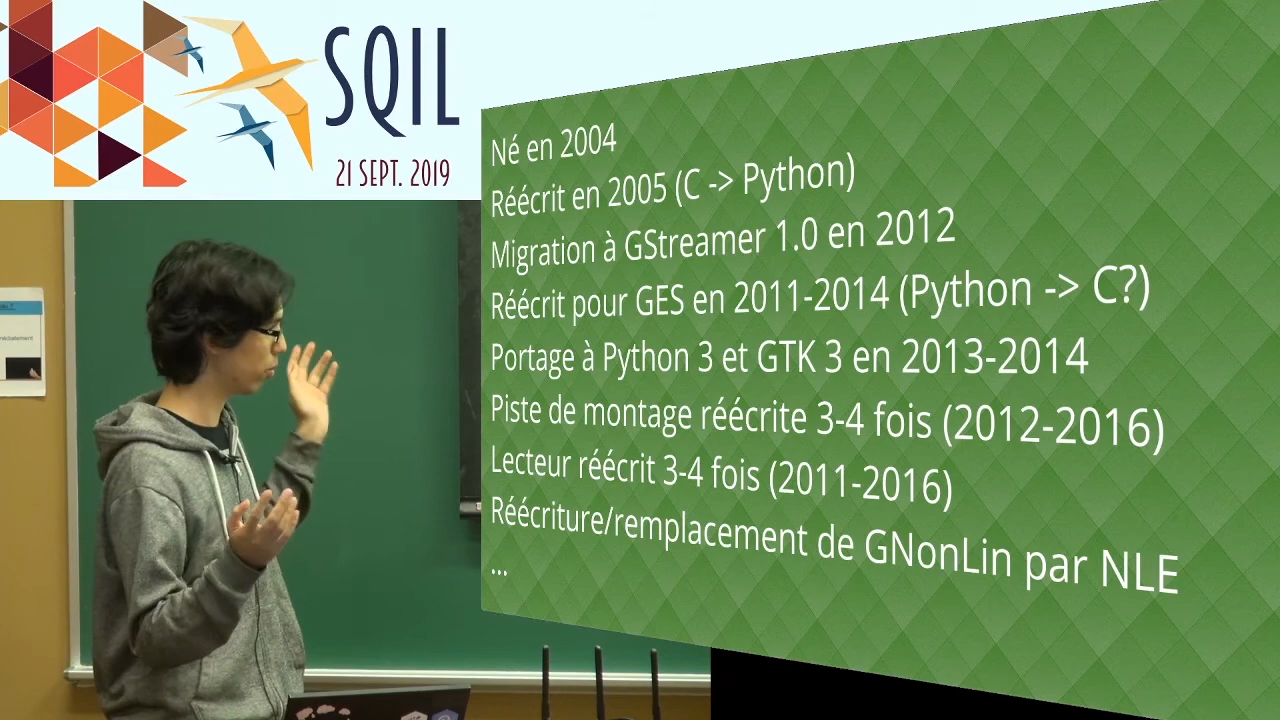 SQIL
21 SEPT. 2019
Né en 2004
Réécrit en 2005 (C -> Python)
Migration à GStreamer 1.0 en 2012
Réécrit pour GES en 2011-2014 (Python -> C?)
Portage à Python 3 et GTK 3 en 2013-2014
Piste de montage réécrite 3-4 fois (2012-2016)
Lecteur réécrit 3-4 fois (2011-2016)
Réécriture/remplacement de GNonLin par NLE
...